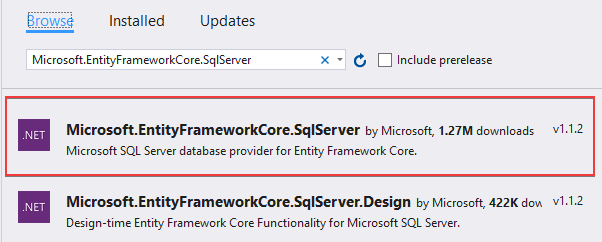 Browse Installed Updates
Microsoft.EntityFrameworkCore.SqlServer Include prerelease
.NET Microsoft.EntityFrameworkCore.SqlServer by Microsoft, 1.27M downloads v1.1.2
Microsoft SQL Server database provider for Entity Framework Core.
.NET Microsoft.EntityFrameworkCore.SqlServer.Design by Microsoft, 422K dow v1.1.2
Design-time Entity Framework Core Functionality for Microsoft SQL Server.